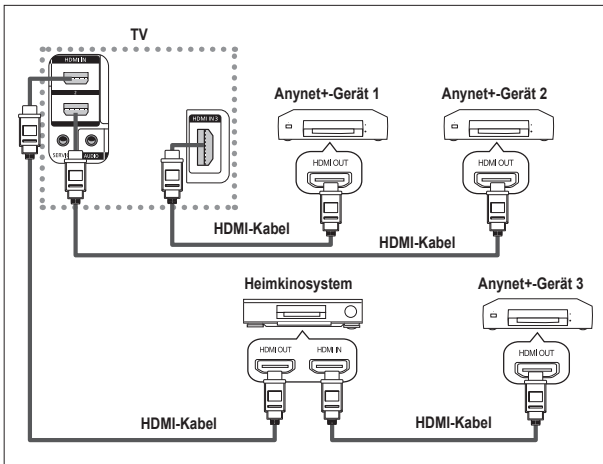 TV
HDMI IN
HDMI IN 3
Anynet+-Gerät 1
Anynet+-Gerät 2
HDMI OUT
HDMI OUT
HDMI-Kabel
HDMI-Kabel
Heimkinosystem
Anynet+-Gerät 3
HDMI OUT
HDMI IN
HDMI OUT
HDMI-Kabel
HDMI-Kabel